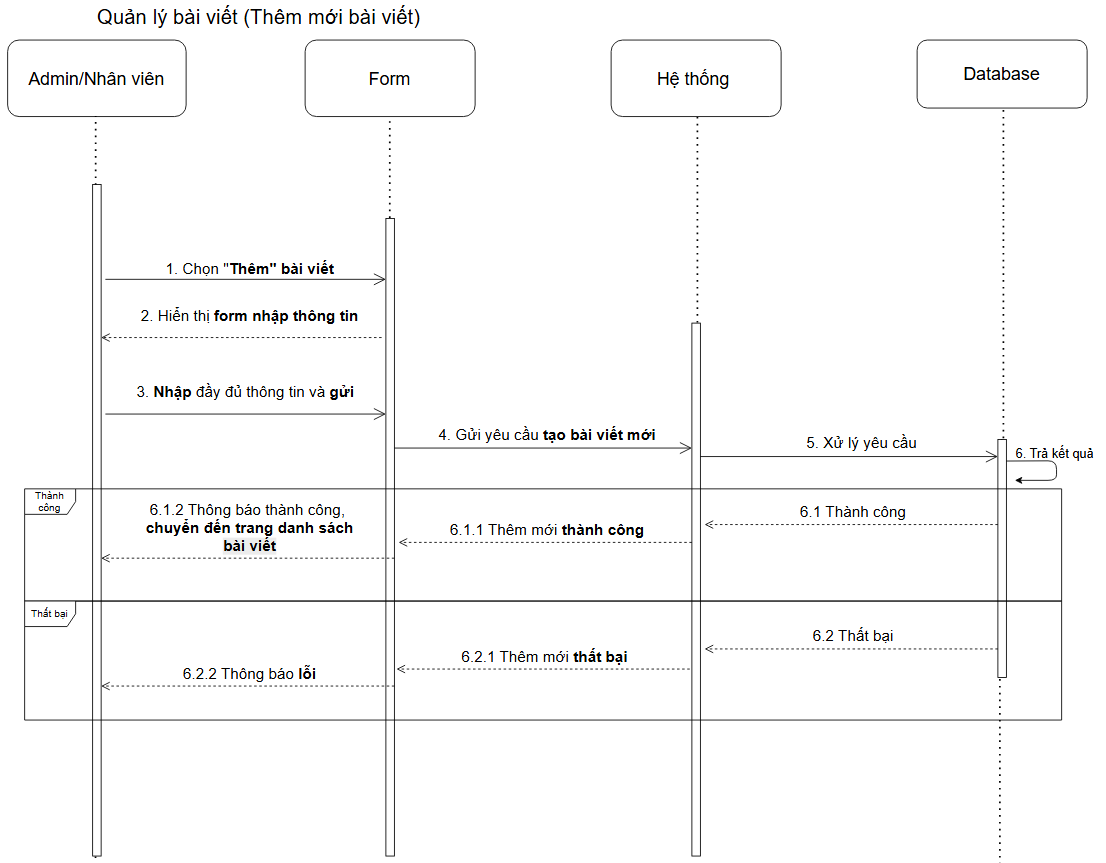 Quản lý bài viết (Thêm mới bài viết)
Admin/Nhân viên
Form
Hệ thống
Database
1. Chọn "Thêm" bài viết
2. Hiển thị form nhập thông tin
3. Nhập đầy đủ thông tin và gửi
4. Gửi yêu cầu tạo bài viết mới
5. Xử lý yêu cầu
6. Trả kết quả
Thành
công
6.1 Thành công
6.1.1 Thêm mới thành công
6.1.2 Thông báo thành công,
chuyển đến trang danh sách
bài viết
Thất bại
6.2 Thất bại
6.2.1 Thêm mới thất bại
6.2.2 Thông báo lỗi